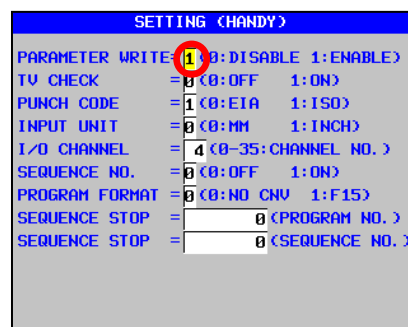 SETTING (HANDY)
PARAMETER WRITE= 1 (0:DISABLE 1:ENABLE)
TV CHECK = 0 (0:OFF 1:ON)
PUNCH CODE = 1 (0:EIA 1:ISO)
INPUT UNIT = 0 (0:MM 1:INCH)
I/O CHANNEL = 4 (0-35:CHANNEL NO.)
SEQUENCE NO. = 0 (0:OFF 1:ON)
PROGRAM FORMAT = 0 (0:NO CNV 1:F15)
SEQUENCE STOP = 0 (PROGRAM NO.)
SEQUENCE STOP = 0 (SEQUENCE NO.)